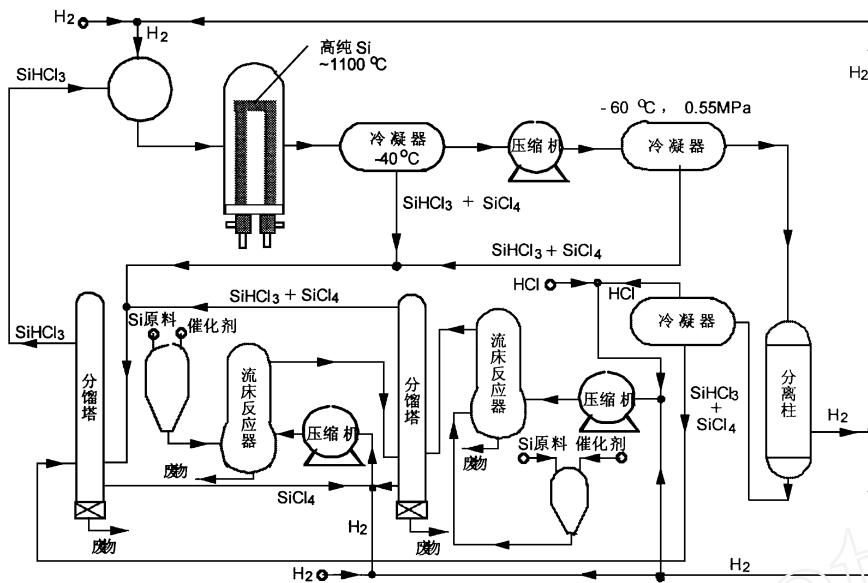 H2
H2
高纯 Si
~1100 ℃
SiHCl3
H2
-60 ℃， 0.55MPa
冷凝器
-40℃
压缩机
冷凝器
SiHCl3 + SiCl4
SiHCl3 + SiCl4
HCl
HCl
SiHCl3 + SiCl4
SiHCl3
Si原料
催化剂
冷凝器
分馏塔
流床反应器
分馏塔
流床反应器
压缩机
压缩机
SiHCl3
+
SiCl4
分离柱
H2
Si原料
催化剂
废物
废物
SiCl4
H2
废物
废物
H2
H2